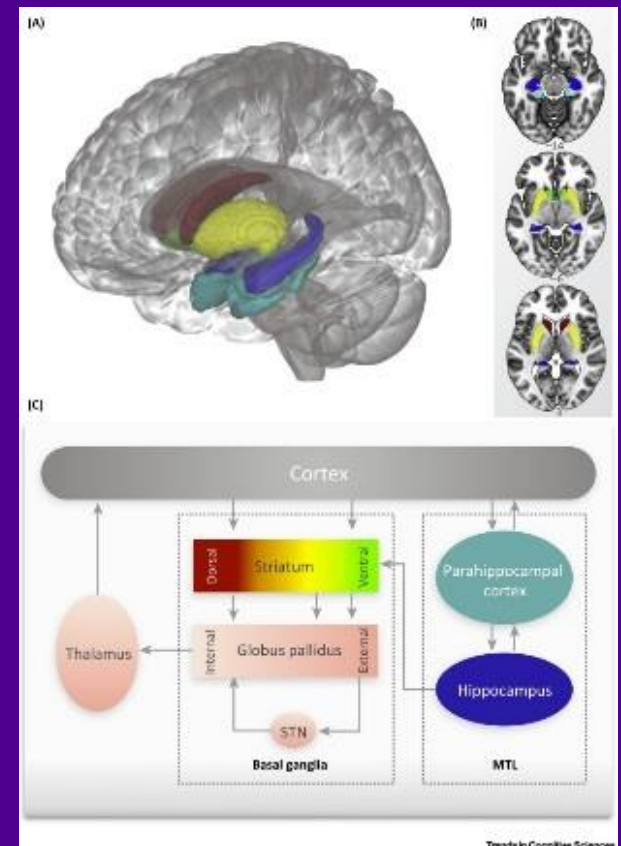 (A)
(B)
(C)
Cortex
Dorsal
Striatum
Ventral
Parahippocampal
cortex
Thalamus
Internal
Globus pallidus
External
Hippocampus
STN
Basal ganglia
MTL
Trends in Cognitive Sciences